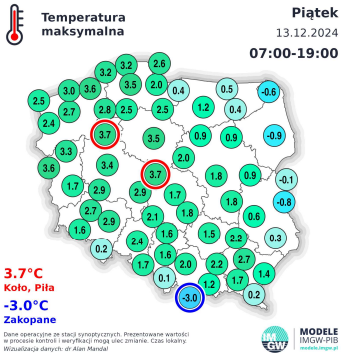 Temperatura
maksymalna
Piątek
13.12.2024
07:00-19:00
3.2 3.2 2.6
2.5 3.0 3.6 3.5 2.0 0.4 0.5 -0.6
2.4 2.7 2.8 2.5 2.5 1.2 0.4
3.7 3.5 0.9 0.9 -0.9
3.3 2.0
3.6 3.4 3.7 1.8 0.9 -0.1
1.7 2.9 2.9 1.7 1.8 -0.8
2.7 2.9 2.1 1.8 0.6
1.6 1.6 1.5 2.2 0.3
0.2 2.4 1.6
1.7 2.0 2.2 2.7 1.4
0.1 1.2 1.7
-3.0 0.2
3.7°C
Koło, Piła
-3.0°C
Zakopane
Dane operacyjne ze stacji synoptycznych. Prezentowane wartości
w procesie kontroli i weryfikacji mogą ulec zmianie. Czas lokalny.
Wizualizacja danych: dr Alan Mandal
IMGW
MODELE
IMGW-PIB
modele.imgw.pl